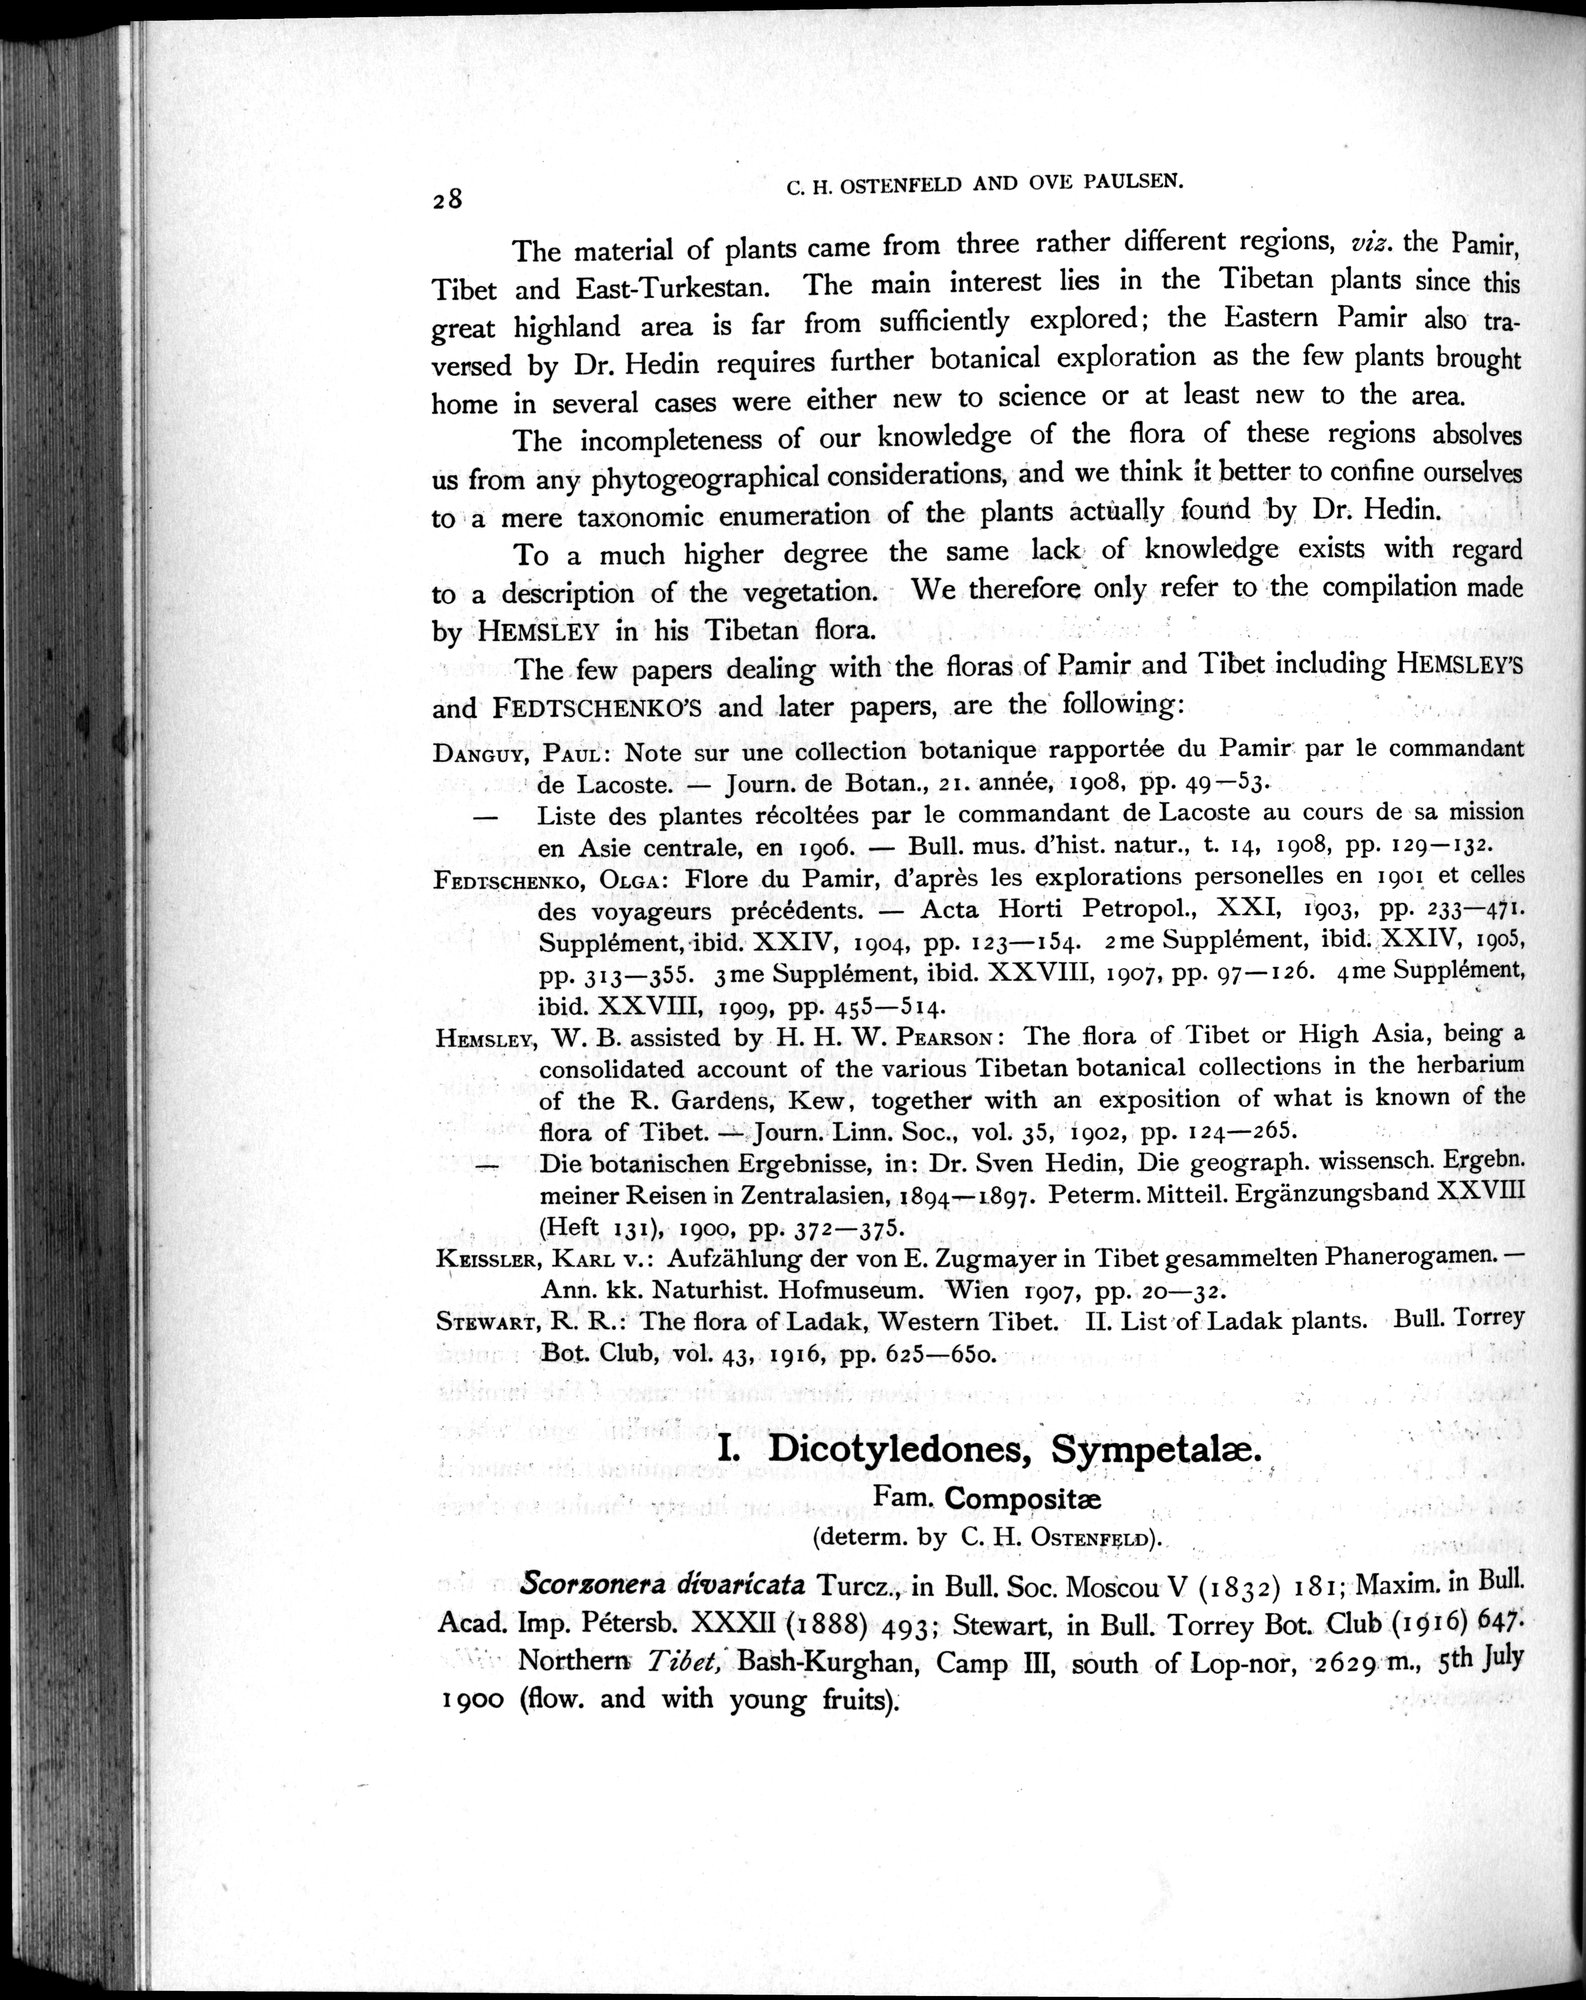 28
C. H. OSTENFELD AND OVE PAULSEN.
The material of plants came from three rather different regions, viz. the Pamir,
Tibet and East-Turkestan. The main interest lies in the Tibetan plants since this
great highland area is far from sufficiently explored; the Eastern Pamir also tra-
versed by Dr. Hedin requires further botanical exploration as the few plants brought
home in several cases were either new to science or at least new to the area.
The incompleteness of our knowledge of the flora of these regions absolves
us from any phytogeographical considerations, and we think it better to confine ourselves
to a mere taxonomic enumeration of the plants actually found by Dr. Hedin.
To a much higher degree the same lack of knowledge exists with regard
to a description of the vegetation. We therefore only refer to the compilation made
by HEMSLEY in his Tibetan flora.
The few papers dealing with the floras of Pamir and Tibet including HEMSLEY'S
and FEDTSCHENKO'S and later papers, are the following:
DANGUY, PAUL: Note sur une collection botanique rapportée du Pamir par le commandant
de Lacoste. — Journ. de Botan., 21. année, 1908, pp. 49—53.
— Liste des plantes récoltées par le commandant de Lacoste au cours de sa mission
en Asie centrale, en 1906. — Bull. mus. d'hist. natur., t. 14, 1908, pp. 129—132.
FEDTSCHENKO, OLGA: Flore du Pamir, d'après les explorations personelles en 1901 et celles
des voyageurs précédents. — Acta Horti Petropol., XXI, 1903, pp. 233—471.
Supplément, ibid. XXIV, 1904, pp. 123—154. 2me Supplément, ibid. XXIV, 1905,
pp. 313—355. 3me Supplément, ibid. XXVIII, 1907, pp. 97—126. 4me Supplément,
ibid. XXVIII, 1909, pp. 455—514.
HEMSLEY, W. B. assisted by H. H. W. PEARSON: The flora of Tibet or High Asia, being a
consolidated account of the various Tibetan botanical collections in the herbarium
of the R. Gardens, Kew, together with an exposition of what is known of the
flora of Tibet. — Journ. Linn. Soc., vol. 35, 1902, pp. 124—265.
— Die botanischen Ergebnisse, in: Dr. Sven Hedin, Die geograph. wissensch. Ergebn.
meiner Reisen in Zentralasien, 1894—1897. Peterm. Mitteil. Ergänzungsband XXVIII
(Heft 131), 1900, pp. 372—375.
KEISSLER, KARL V.: Aufzählung der von E. Zugmayer in Tibet gesammelten Phanerogamen. —
Ann. kk. Naturhist. Hofmuseum. Wien 1907, pp. 20—32.
STEWART, R. R.: The flora of Ladak, Western Tibet. II. List of Ladak plants. Bull. Torrey
Bot. Club, vol. 43, 1916, pp. 625—650.
I. Dicotyledones, Sympetalæ.
Fam. Compositæ
(determ. by C. H. OSTENFELD).
Scorzonera divaricata Turcz., in Bull. Soc. Moscou V (1832) 181; Maxim. in Bull.
Acad. Imp. Pétersb. XXXII (1888) 493; Stewart, in Bull. Torrey Bot. Club (1916) 647.
Northern Tibet, Bash-Kurghan, Camp III, south of Lop-nor, 2629 m., 5th July
1900 (flow. and with young fruits).